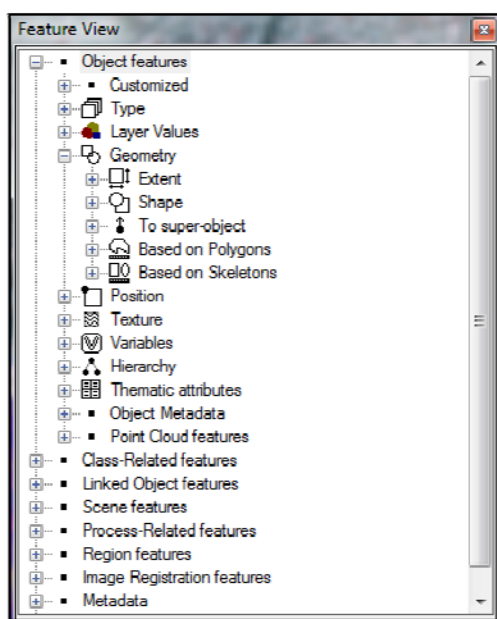 Feature View
Object features
Customized
Type
Layer Values
Geometry
Extent
Shape
To super-object
Based on Polygons
Based on Skeletons
Position
Texture
Variables
Hierarchy
Thematic attributes
Object Metadata
Point Cloud features
Class-Related features
Linked Object features
Scene features
Process-Related features
Region features
Image Registration features
Metadata